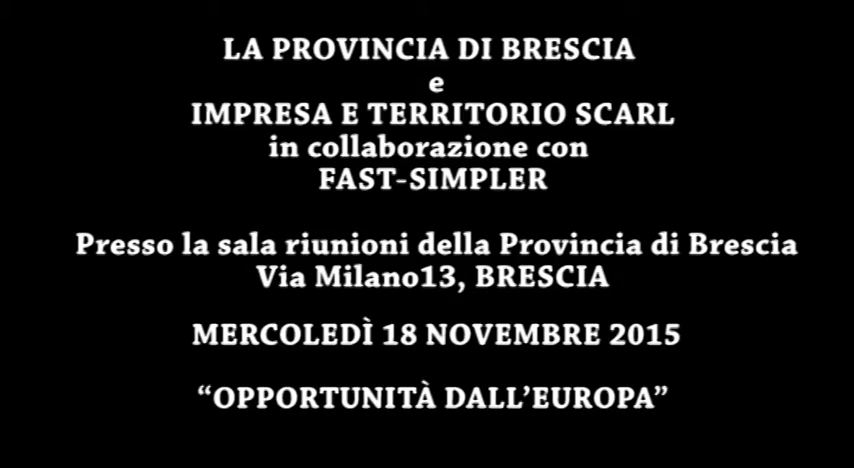 LA PROVINCIA DI BRESCIA
e
IMPRESA E TERRITORIO SCARL
in collaborazione con
FAST-SIMPLER
Presso la sala riunioni della Provincia di Brescia
Via Milano13, BRESCIA
MERCOLEDÌ 18 NOVEMBRE 2015
“OPPORTUNITÀ DALL’EUROPA”